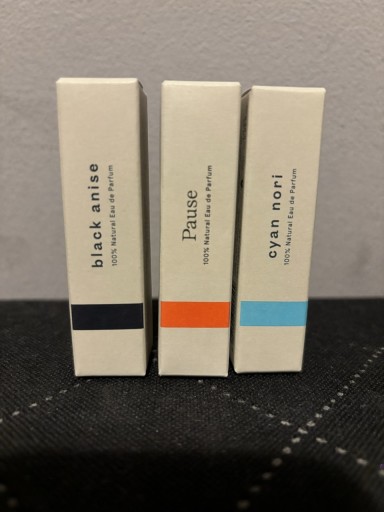 black anise
100% Natural Eau de Parfum
Pause
100% Natural Eau de Parfum
cyan nori
100% Natural Eau de Parfum